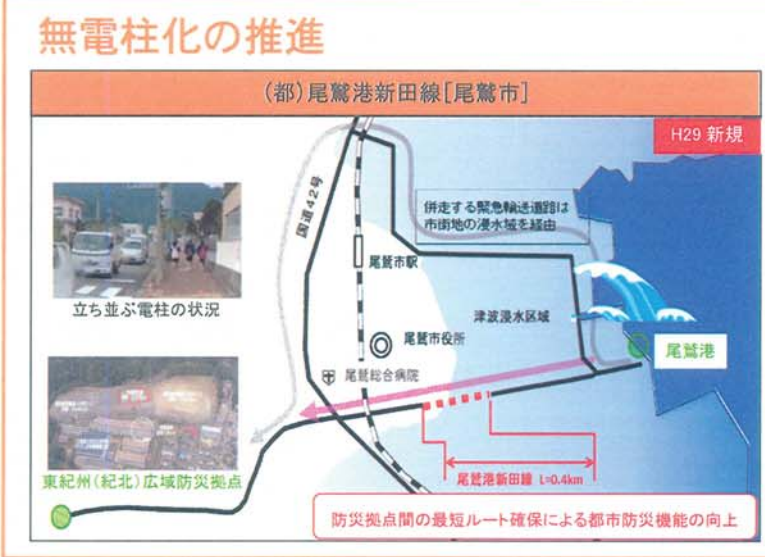 無電柱化の推進
(都)尾鷲港新田線[尾鷲市]
H29 新規
国道42号
併走する緊急輸送道路は
市街地の浸水域を経由
尾鷲市駅
立ち並ぶ電柱の状況
津波浸水区域
尾鷲市役所
尾鷲港
尾鷲総合病院
東紀州(紀北)広域防災拠点
尾鷲港新田線 L=0.4km
防災拠点間の最短ルート確保による都市防災機能の向上